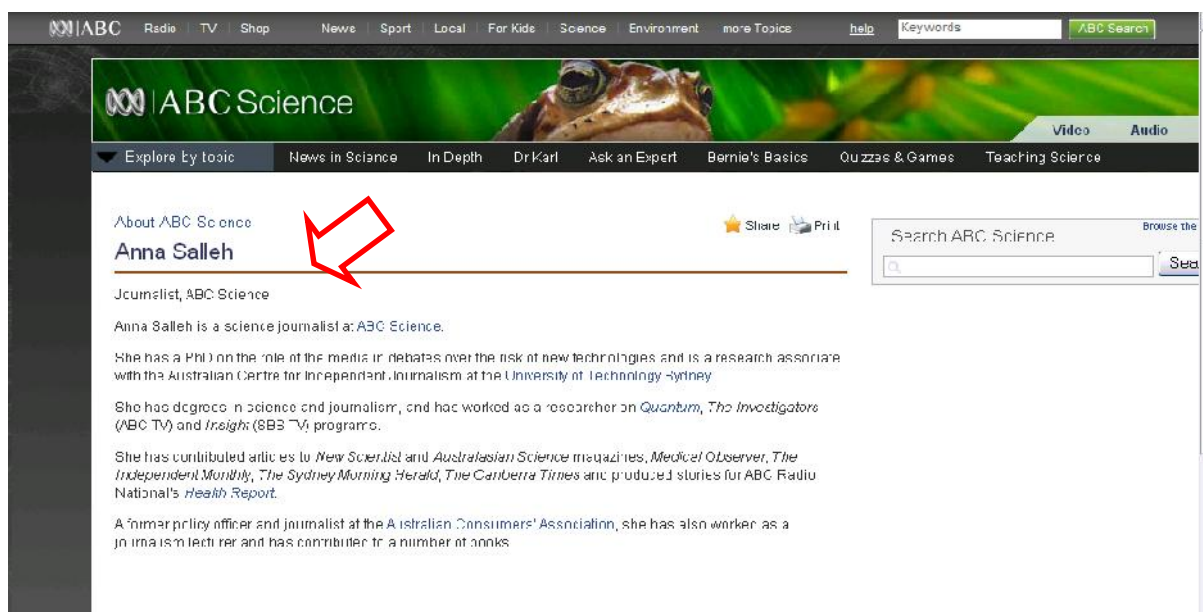 ABC Radio TV Shop News Sport Local For Kids Science Environment more Topics help Keywords ABC Search
ABC Science
Video Audio
Explore by topic News in Science In Depth Dr Karl Ask an Expert Bernie's Basics Quizzes & Games Teaching Science
About ABC Science
Share Print
Search ABC Science
Browse the
Anna Salleh
Sea
Journalist, ABC Science
Anna Salleh is a science journalist at ABC Science.
She has a PhD on the role of the media in debates over the risk of new technologies and is a research associate
with the Australian Centre for Independent Journalism at the University of Technology Sydney
She has degrees in science and journalism, and has worked as a researcher on Quantum, The Investigators
(ABC TV) and Insight (SBS TV) programs.
She has contributed articles to New Scientist and Australasian Science magazines, Medical Observer, The
Independent Monthly, The Sydney Morning Herald, The Canberra Times and produced stories for ABC Radio
National's Health Report.
A former policy officer and journalist at the Australian Consumers' Association, she has also worked as a
journalism lecturer and has contributed to a number of books